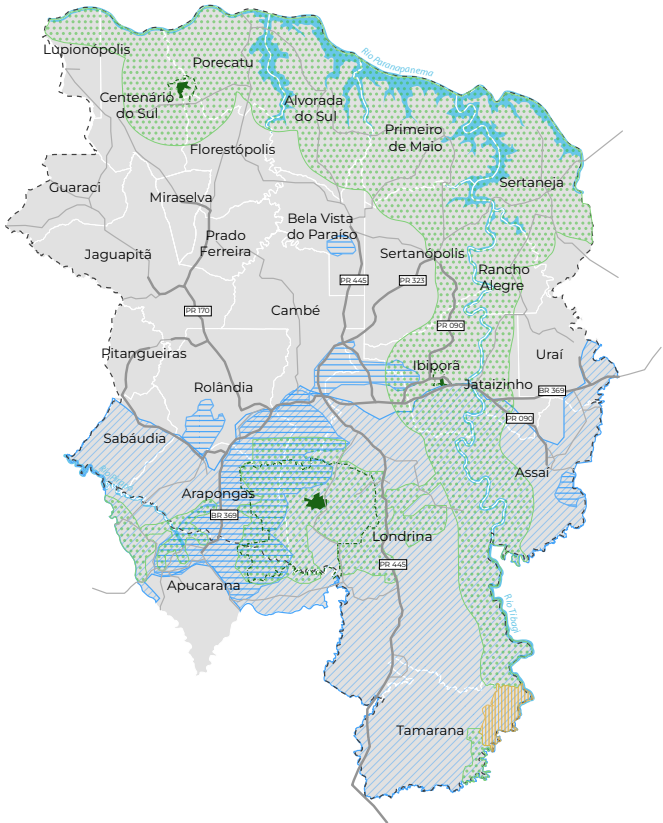 Lupionópolis
Porecatu
Rio Paranapanema
Centenário
do Sul
Alvorada
do Sul
Primeiro
de Maio
Florestópolis
Guaraci
Miraselva
Sertaneja
Bela Vista
do Paraíso
Prado
Ferreira
Jaguapitã
Sertanópolis
Rancho
Alegre
PR 445
PR 323
PR 170
Cambé
PR 090
Pitangueiras
Uraí
Ibiporã
Rolândia
Jataizinho
BR 369
PR 090
Sabáudia
Assaí
Arapongas
BR 369
Londrina
PR 445
Apucarana
Rio Tibagi
Tamarana